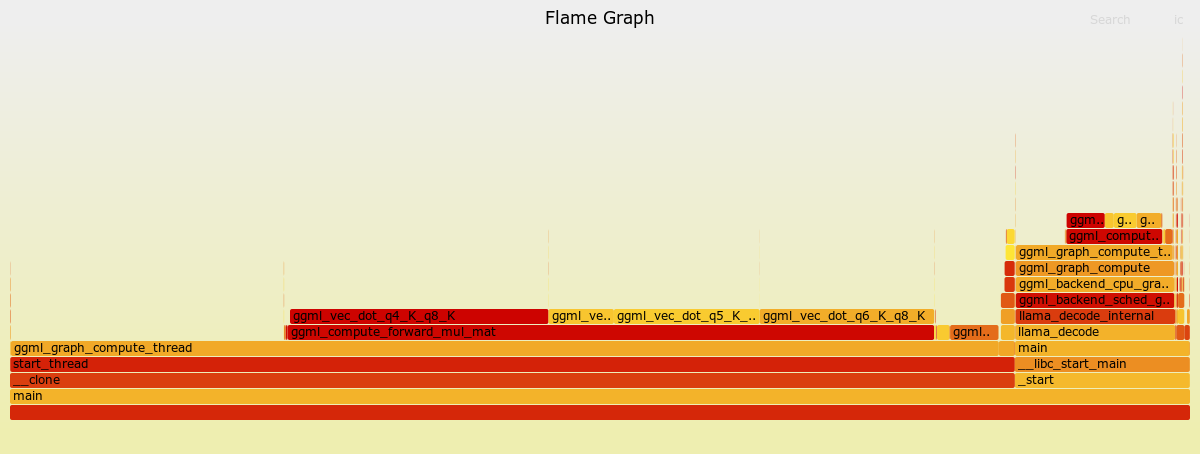 Flame Graph
Search ic
ggm.. g.. g..
ggml_comput..
ggml_graph_compute_t..
ggml_graph_compute
ggml_backend_cpu_gra..
ggml_backend_sched_g..
ggml_vec_dot_q4_K_q8_K ggml_ve.. ggml_vec_dot_q5_K_.. ggml_vec_dot_q6_K_q8_K llama_decode_internal
ggml_compute_forward_mul_mat ggml.. llama_decode
ggml_graph_compute_thread main
start_thread __libc_start_main
__clone _start
main